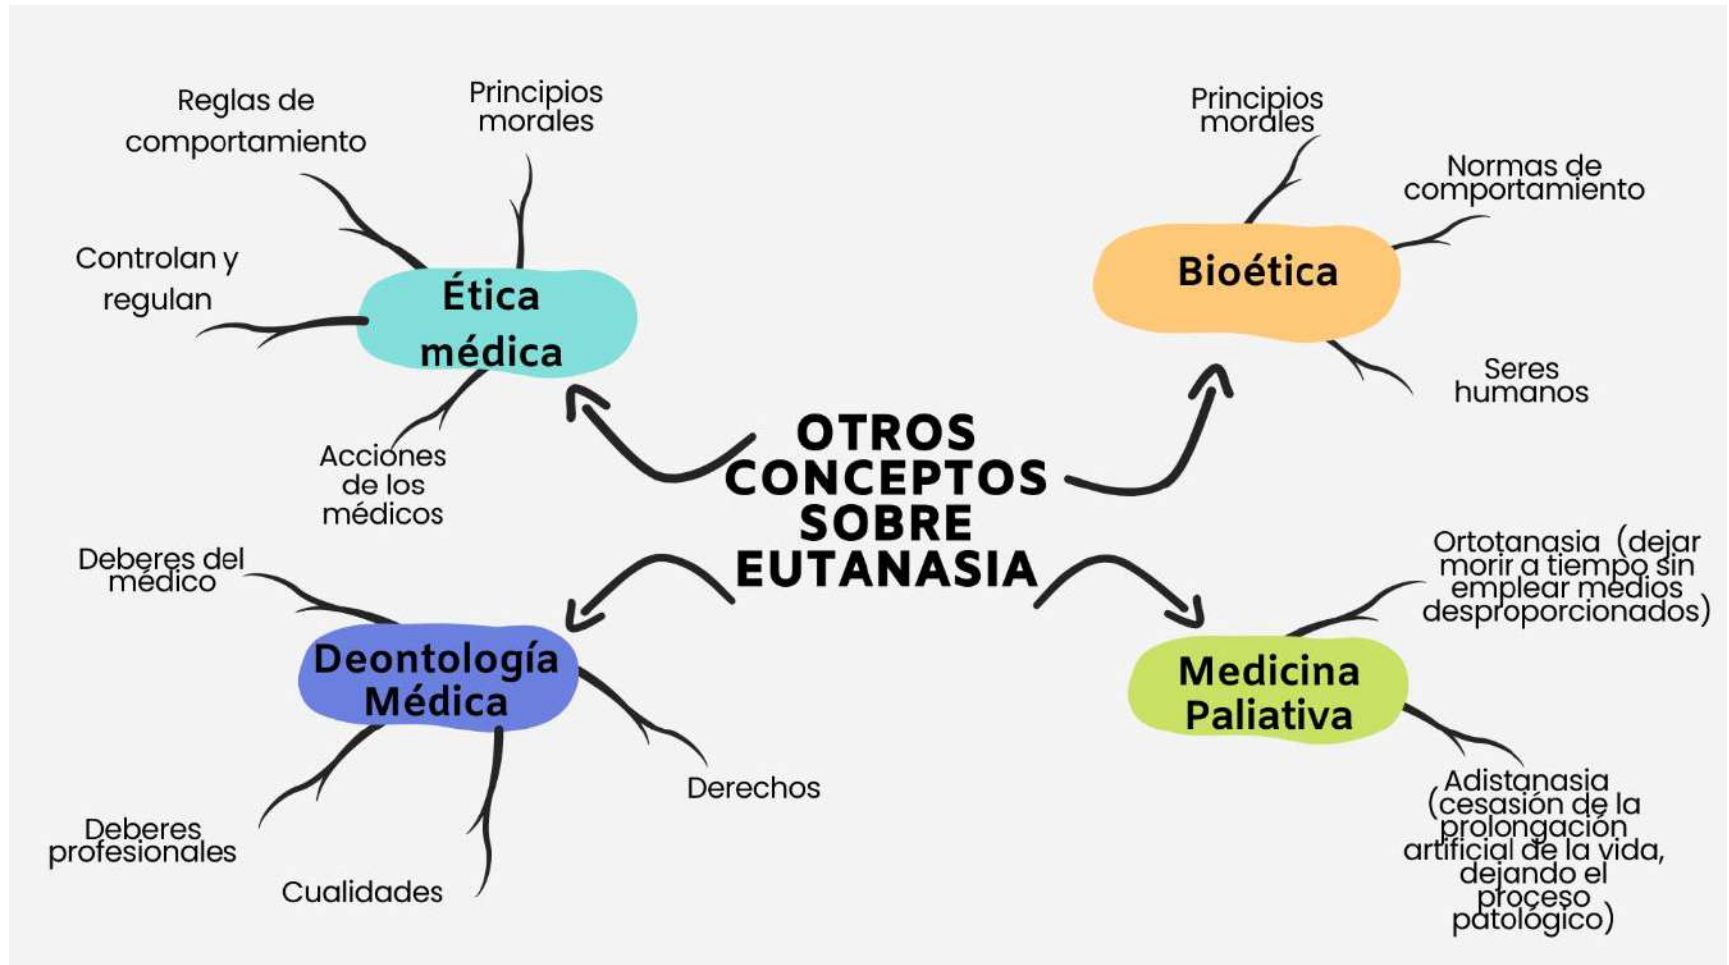 Reglas de
comportamiento
Principios
morales
Controlan y
regulan
Ética
médica
Acciones
de los
médicos
Principios
morales
Normas de
comportamiento
Bioética
Seres
humanos
OTROS
CONCEPTOS
SOBRE
EUTANASIA
Deberes del
médico
Deontología
Médica
Derechos
Deberes
profesionales
Cualidades
Ortotanasia (dejar
morir a tiempo sin
emplear medios
desproporcionados)
Medicina
Paliativa
Adistanasia
(cesasión de la
prolongación
artificial de la vida,
dejando el
proceso
patológico)